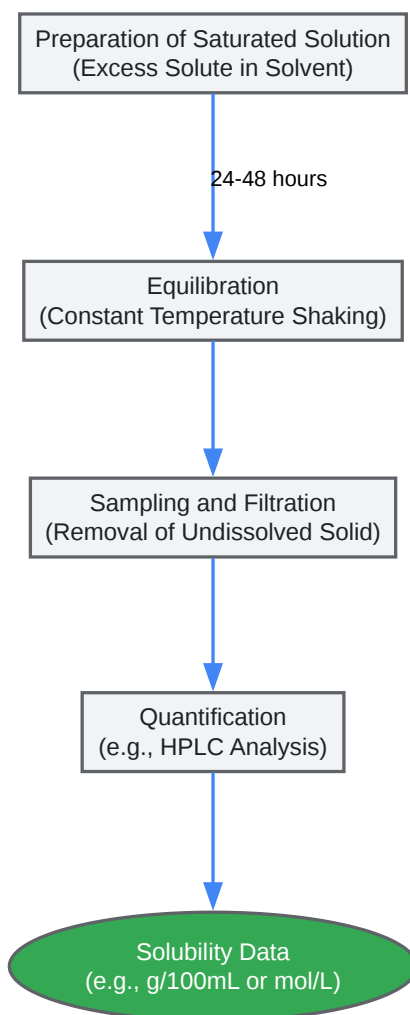 Preparation of Saturated Solution
(Excess Solute in Solvent)
24-48 hours
Equilibration
(Constant Temperature Shaking)
Sampling and Filtration
(Removal of Undissolved Solid)
Quantification
(e.g., HPLC Analysis)
Solubility Data
(e.g., g/100mL or mol/L)